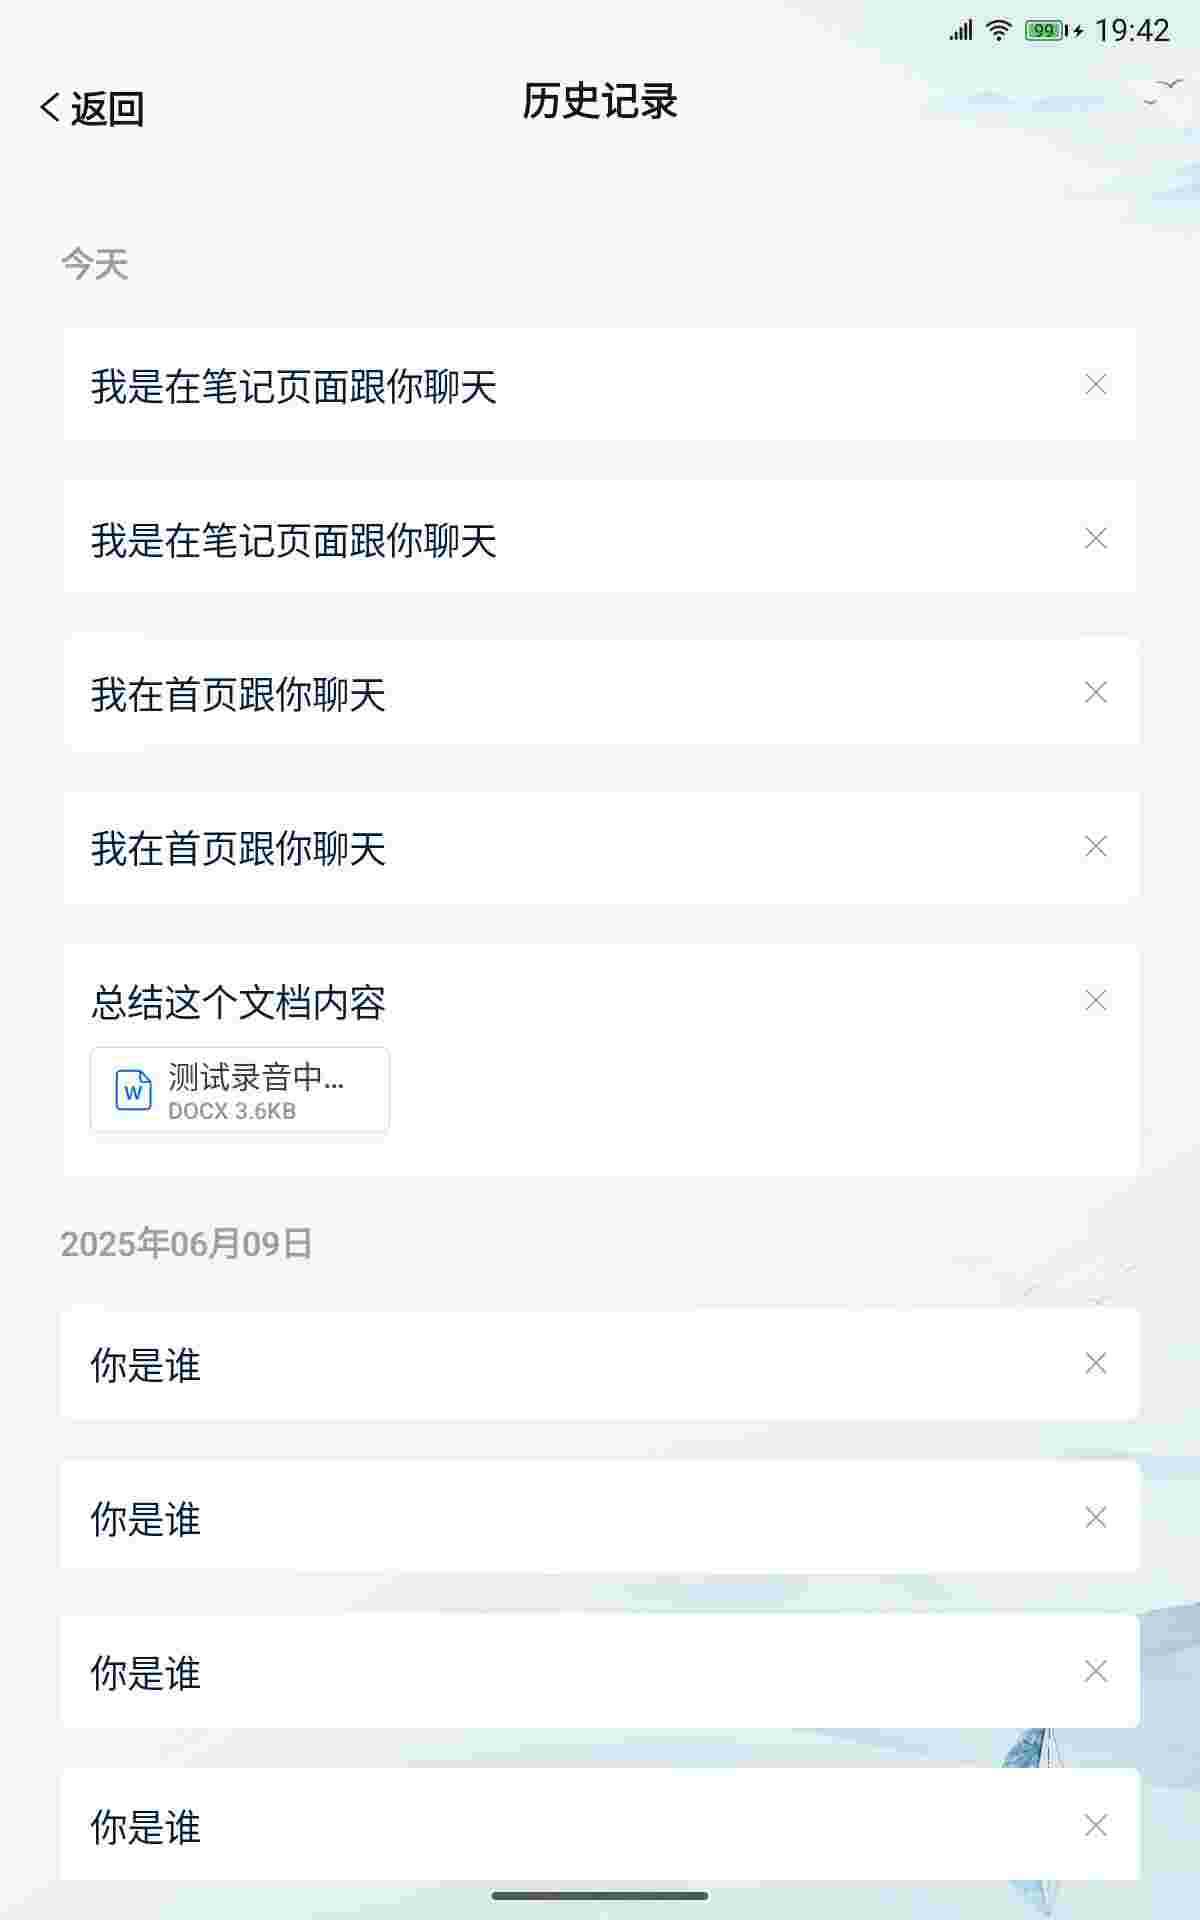 99 19:42
返回
历史记录
今天
我是在笔记页面跟你聊天
我是在笔记页面跟你聊天
我在首页跟你聊天
我在首页跟你聊天
总结这个文档内容
W
测试录音中...
DOCX 3.6KB
2025年06月09日
你是谁
你是谁
你是谁
你是谁